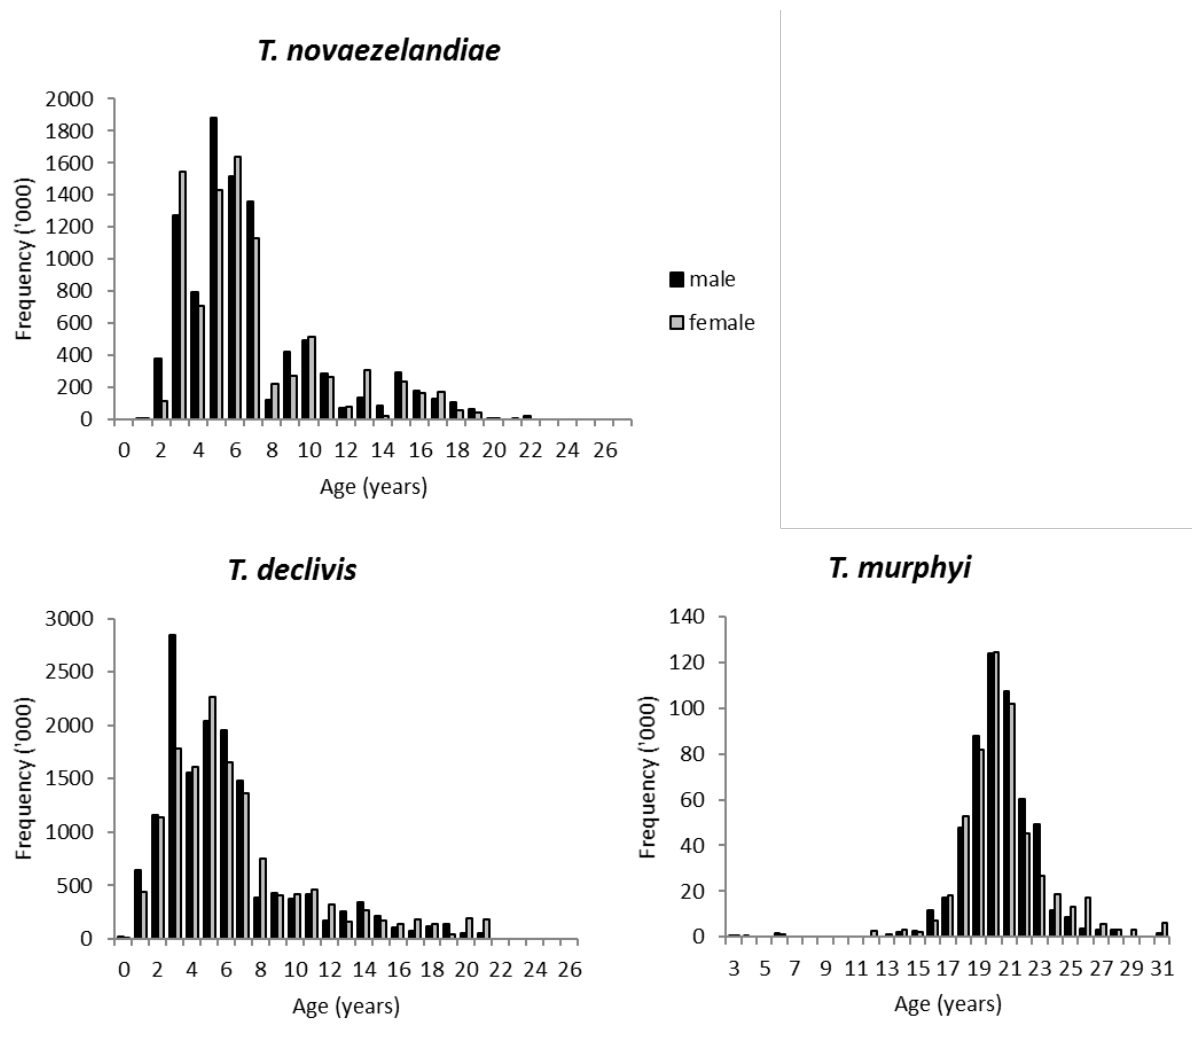 T. novaezelandiae
2000
1800
1600
1400
1200
1000
800
600
400
200
0
Frequency ('000)
0 2 4 6 8 10 12 14 16 18 20 22 24 26
Age (years)
male
female
T. declivis
3000
2500
2000
1500
1000
500
0
Frequency ('000)
0 2 4 6 8 10 12 14 16 18 20 22 24 26
Age (years)
T. murphyi
140
120
100
80
60
40
20
0
Frequency ('000)
3 5 7 9 11 13 15 17 19 21 23 25 27 29 31
Age (years)